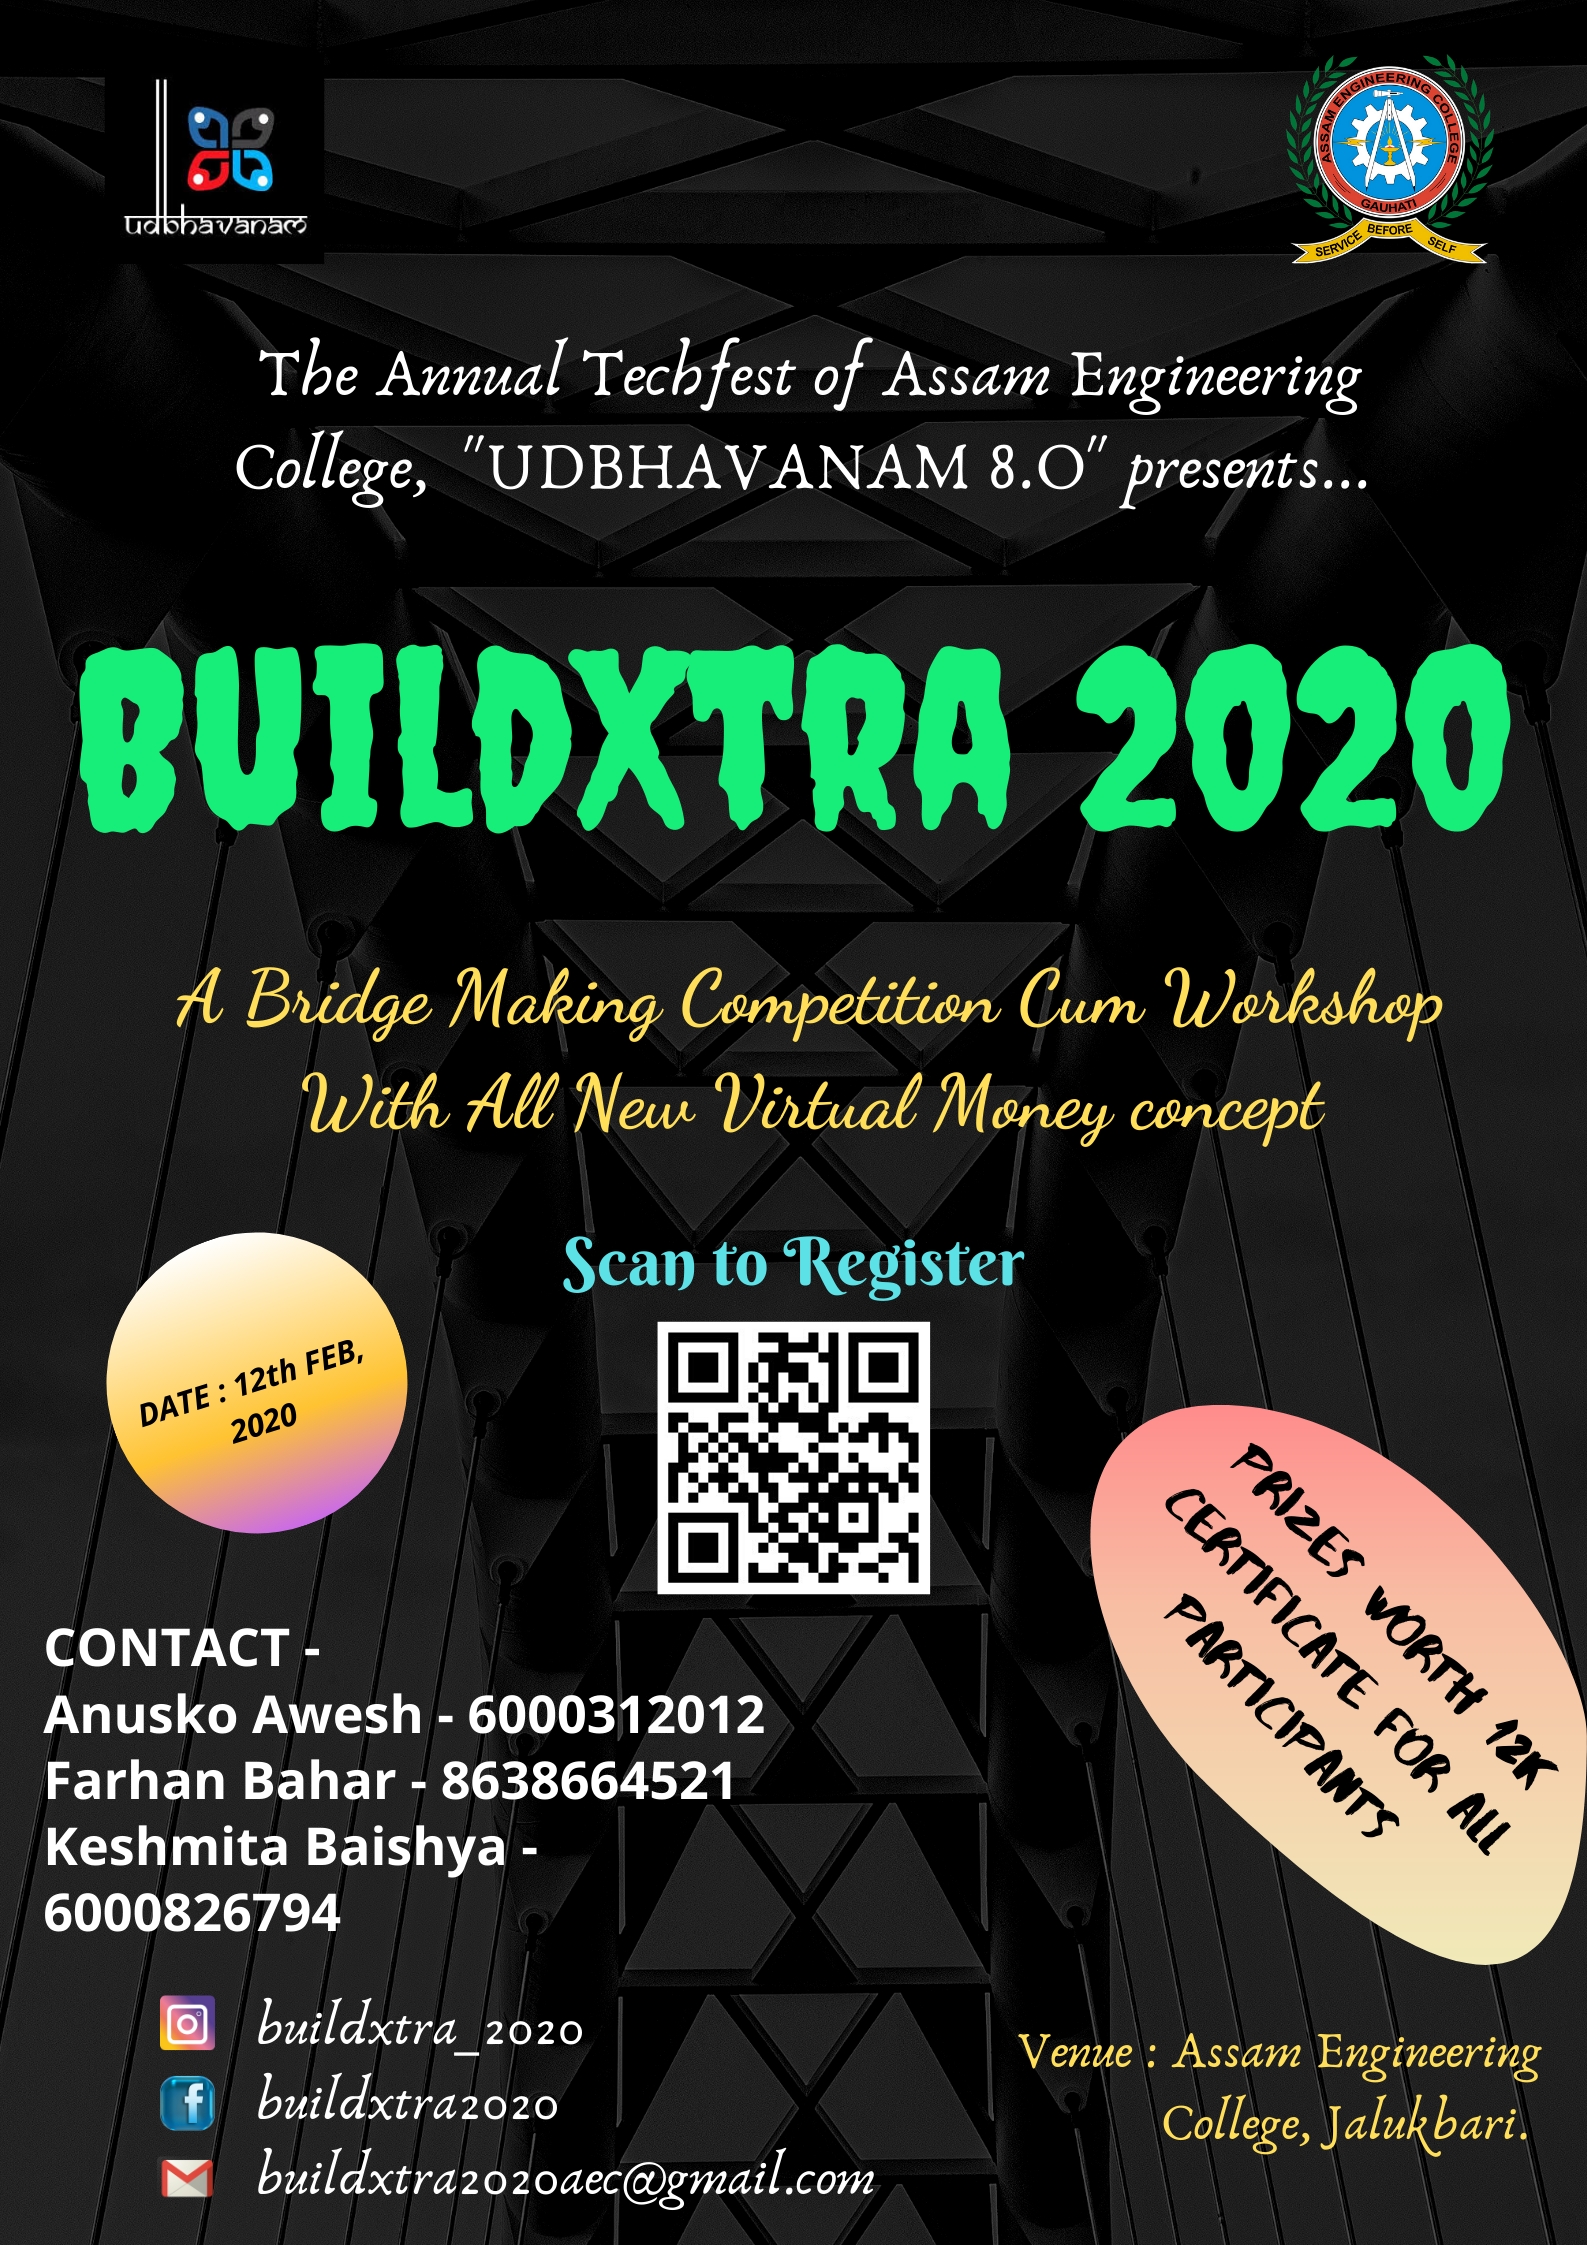 udbhavanam
ASSAM ENGINEERING COLLEGE
GAUHATI
SERVICE BEFORE SELF
The Annual Techfest of Assam Engineering
College, "UDBHAVANAM 8.O" presents...
BUILDXTRA 2020
A Bridge Making Competition Cum Workshop
With All New Virtual Money concept
Scan to Register
DATE : 12th FEB,
2020
PRIZES WORTH 12K
CERTIFICATE FOR ALL
PARTICIPANTS
CONTACT -
Anusko Awesh - 6000312012
Farhan Bahar - 8638664521
Keshmita Baishya -
6000826794
buildxtra_2020
buildxtra2020
buildxtra2020aec@gmail.com
Venue : Assam Engineering
College, Jalukbari.